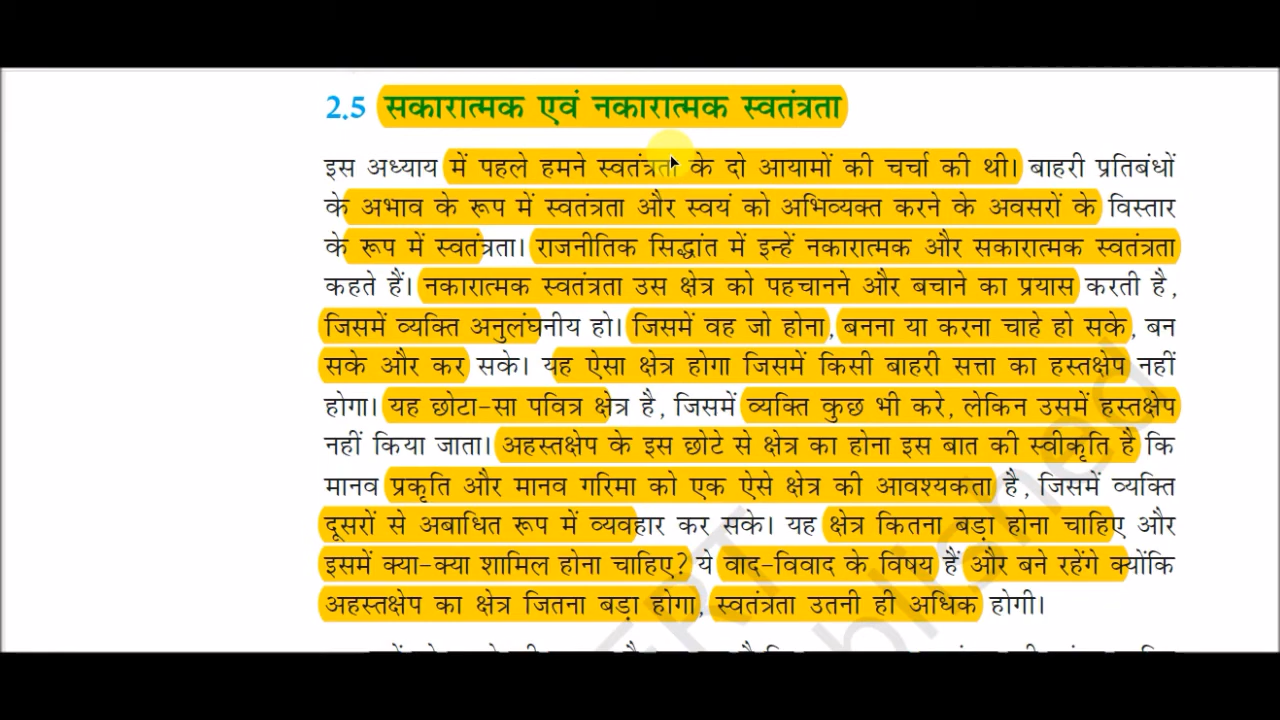 2.5 सकारात्मक एवं नकारात्मक स्वतंत्रता
इस अध्याय में पहले हमने स्वतंत्रता के दो आयामों की चर्चा की थी। बाहरी प्रतिबंधों
के अभाव के रूप में स्वतंत्रता और स्वयं को अभिव्यक्त करने के अवसरों के विस्तार
के रूप में स्वतंत्रता। राजनीतिक सिद्धांत में इन्हें नकारात्मक और सकारात्मक स्वतंत्रता
कहते हैं। नकारात्मक स्वतंत्रता उस क्षेत्र को पहचानने और बचाने का प्रयास करती है,
जिसमें व्यक्ति अनुलंघनीय हो। जिसमें वह जो होना, बनना या करना चाहे हो सके, बन
सके और कर सके। यह ऐसा क्षेत्र होगा जिसमें किसी बाहरी सत्ता का हस्तक्षेप नहीं
होगा। यह छोटा-सा पवित्र क्षेत्र है, जिसमें व्यक्ति कुछ भी करे, लेकिन उसमें हस्तक्षेप
नहीं किया जाता। अहस्तक्षेप के इस छोटे से क्षेत्र का होना इस बात की स्वीकृति है कि
मानव प्रकृति और मानव गरिमा को एक ऐसे क्षेत्र की आवश्यकता है, जिसमें व्यक्ति
दूसरों से अबाधित रूप में व्यवहार कर सके। यह क्षेत्र कितना बड़ा होना चाहिए और
इसमें क्या-क्या शामिल होना चाहिए? ये वाद-विवाद के विषय हैं और बने रहेंगे क्योंकि
अहस्तक्षेप का क्षेत्र जितना बड़ा होगा, स्वतंत्रता उतनी ही अधिक होगी।